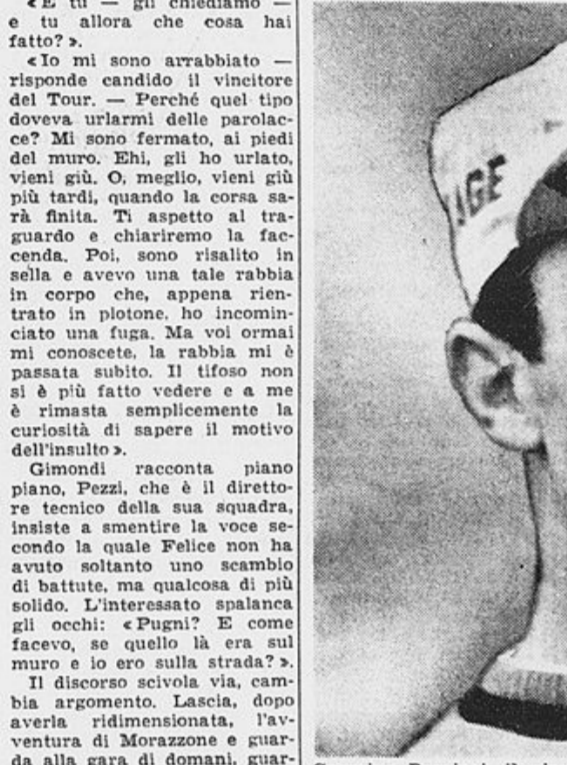 «E tu — gli chiediamo —
e tu allora che cosa hai
fatto?».
«Io mi sono arrabbiato —
risponde candido il vincitore
del Tour. — Perché quel tipo
doveva urlarmi delle parolac-
ce? Mi sono fermato, ai piedi
del muro. Ehi, gli ho urlato,
vieni giù. O, meglio, vieni giù
più tardi, quando la corsa sa-
rà finita. Ti aspetto al tra-
guardo e chiariremo la fac-
cenda. Poi, sono risalito in
sella e avevo una tale rabbia
in corpo che, appena rien-
trato in plotone, ho incomin-
ciato una fuga. Ma voi ormai
mi conoscete, la rabbia mi è
passata subito. Il tifoso non
si è più fatto vedere e a me
è rimasta semplicemente la
curiosità di sapere il motivo
dell'insulto».
Gimondi racconta piano
piano, Pezzi, che è il diretto-
re tecnico della sua squadra,
insiste a smentire la voce se-
condo la quale Felice non ha
avuto soltanto uno scambio
di battute, ma qualcosa di più
solido. L'interessato spalanca
gli occhi: «Pugni? E come
facevo, se quello là era sul
muro e io ero sulla strada?».
Il discorso scivola via, cam-
bia argomento. Lascia, dopo
averla ridimensionata, l'av-
ventura di Morazzone e guar-
da alla gara di domani, guar-
AGE